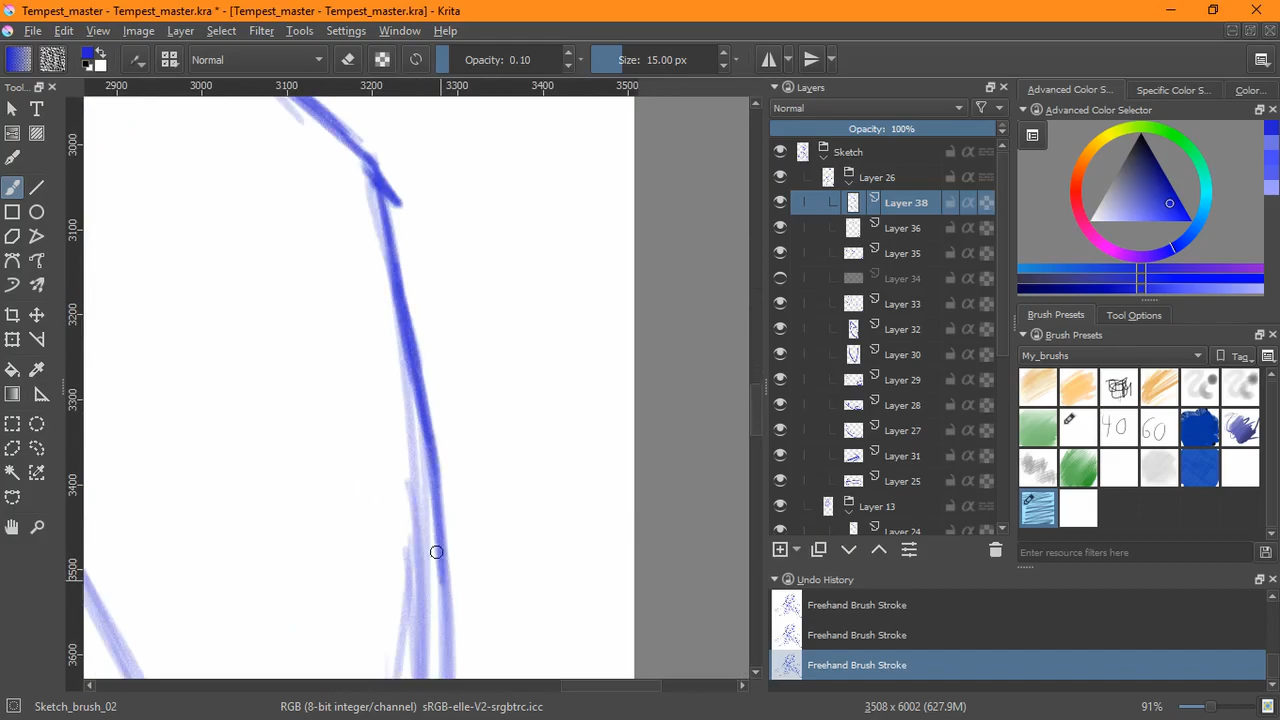 Tempest_master - Tempest_master.kra * - [Tempest_master - Tempest_master.kra] - Krita
File Edit View Image Layer Select Filter Tools Settings Window Help
Normal Opacity: 0.10 Size: 15.00 px
Tool...
2900 3000 3100 3200 3300 3400 3500
3000
3100
3200
3300
3400
3500
3600
Layers
Normal
Opacity: 100%
Sketch
Layer 26
Layer 38
Layer 36
Layer 35
Layer 34
Layer 33
Layer 32
Layer 30
Layer 29
Layer 28
Layer 27
Layer 31
Layer 25
Layer 13
Layer 24
Undo History
Freehand Brush Stroke
Freehand Brush Stroke
Freehand Brush Stroke
Advanced Color S... Specific Color S... Color...
Advanced Color Selector
Brush Presets Tool Options
Brush Presets
My_brushs Tag
40 60
Enter resource filters here
Sketch_brush_02 RGB (8-bit integer/channel) sRGB-elle-V2-srgbtrc.icc 3508 x 6002 (627.9M) 91%